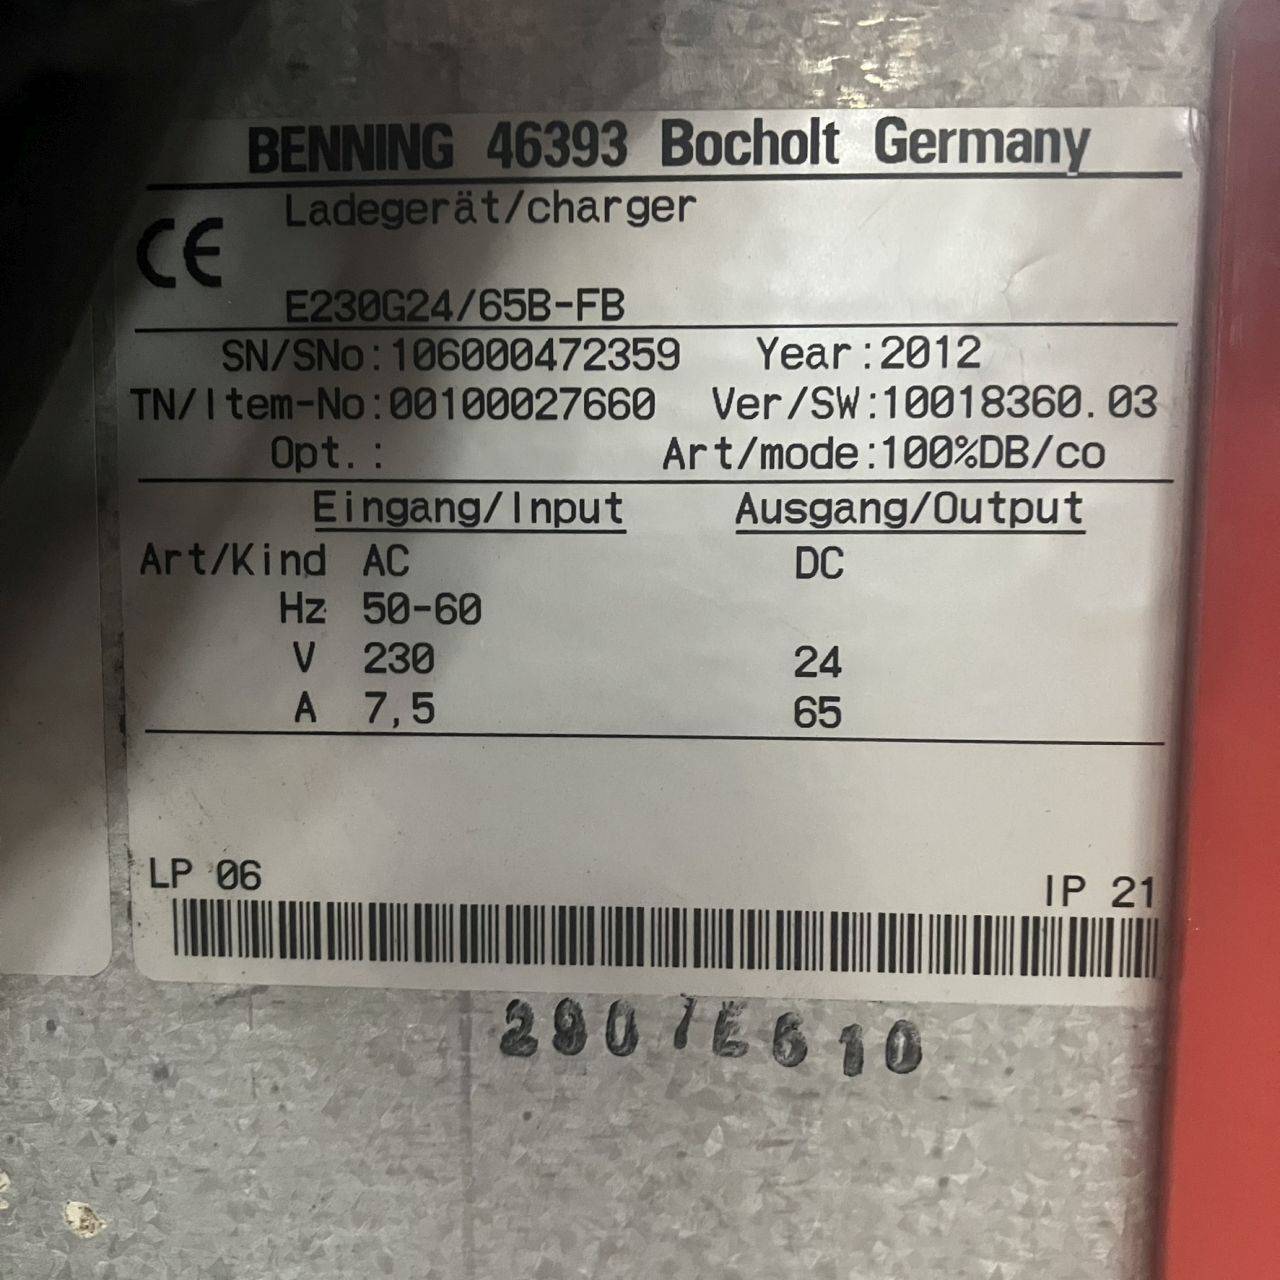 BENNING 46393 Bocholt Germany
CE Ladegerät/charger
E230G24/65B-FB
SN/SNo:106000472359 Year:2012
TN/Item-No:00100027660 Ver/SW:10018360.03
Opt.: Art/mode:100%DB/co
Eingang/Input Ausgang/Output
Art/Kind AC DC
Hz 50-60
V 230 24
A 7,5 65
LP 06 IP 21
290/E610